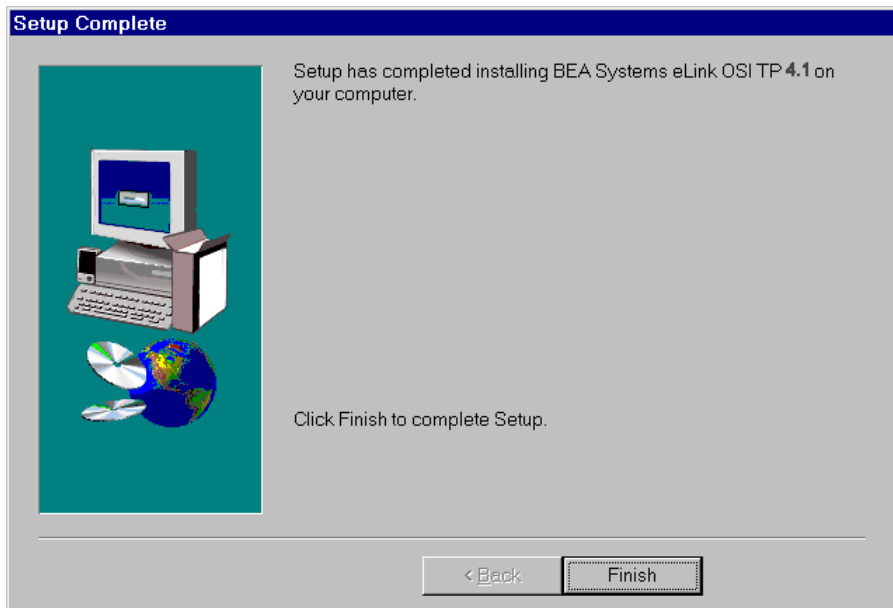 Setup Complete
Setup has completed installing BEA Systems eLink OSI TP 4.1 on
your computer.
Click Finish to complete Setup.
< Back
Finish